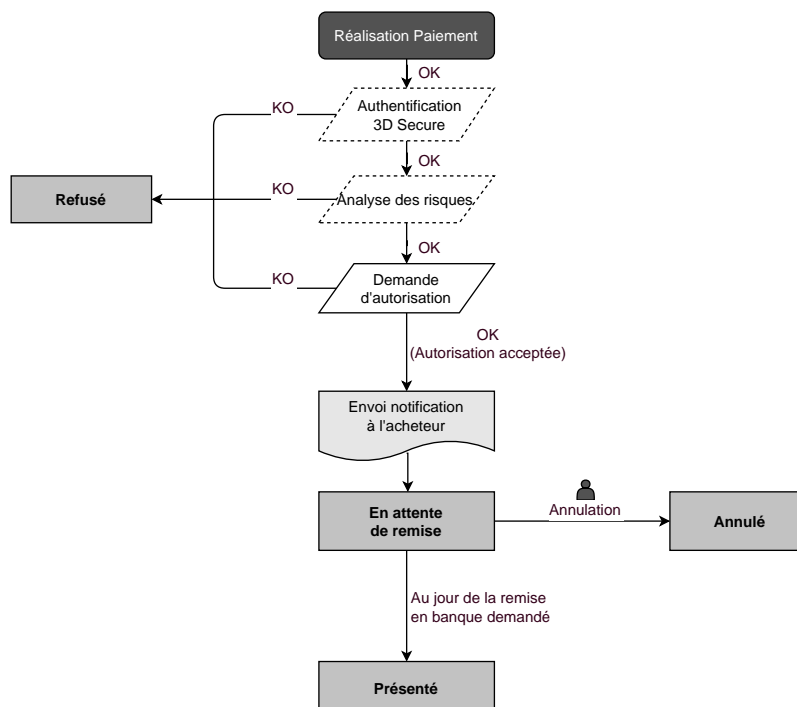 Réalisation Paiement
OK
KO
Authentification
3D Secure
OK
Refusé
KO
Analyse des risques
OK
KO
Demande
d'autorisation
OK
(Autorisation acceptée)
Envoi notification
à l'acheteur
En attente
de remise
Annulation
Annulé
Au jour de la remise
en banque demandé
Présenté